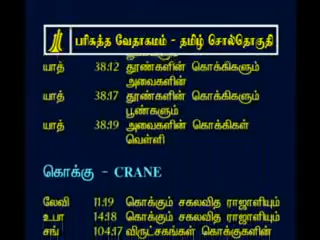 பரிசுத்த வேதாகமம் - தமிழ் சொல்தொகுதி
யாத் 38:12 தூண்களின் கொக்கிகளும்
அவைகளின்
யாத் 38:17 தூண்களின் கொக்கிகளும்
பூண்களும்
யாத் 38:19 அவைகளின் கொக்கிகள்
வெள்ளி
கொக்கு - CRANE
லேவி 11:19 கொக்கும் சகலவித ராஜாளியும்
உபா 14:18 கொக்கும் சகலவித ராஜாளியும்
சங் 104:17 விருட்சகங்கள் கொக்குகளின்